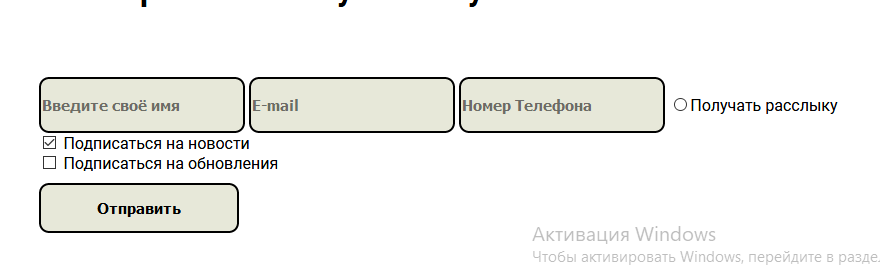 Введите своё имя E-mail Номер Телефона Получать расслыку
Подписаться на новости
Подписаться на обновления
Отправить
Активация Windows
Чтобы активировать Windows, перейдите в разде